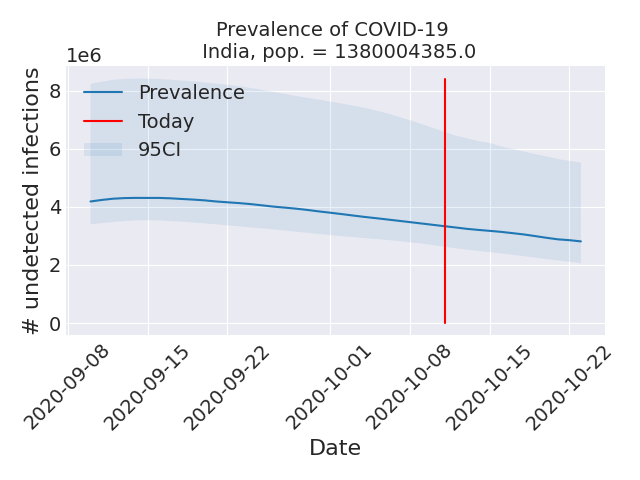 Prevalence of COVID-19
India, pop. = 1380004385.0
1e6
Prevalence
Today
95CI
8
6
4
2
0
# undetected infections
2020-09-08
2020-09-15
2020-09-22
2020-10-01
2020-10-08
2020-10-15
2020-10-22
Date